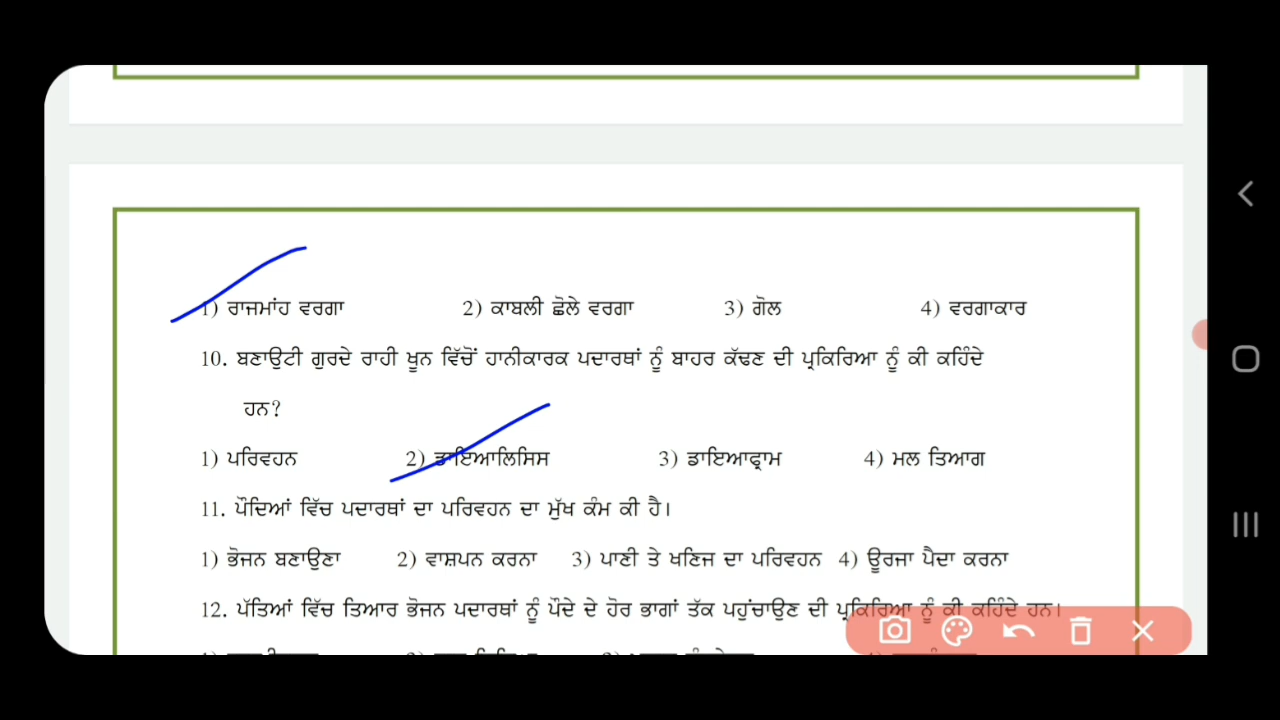 1) ਰਾਜਮਾਂਹ ਵਰਗਾ 2) ਕਾਬਲੀ ਛੋਲੇ ਵਰਗਾ 3) ਗੋਲ 4) ਵਰਗਾਕਾਰ
10. ਬਣਾਉਟੀ ਗੁਰਦੇ ਰਾਹੀ ਖੂਨ ਵਿੱਚੋਂ ਹਾਨੀਕਾਰਕ ਪਦਾਰਥਾਂ ਨੂੰ ਬਾਹਰ ਕੱਢਣ ਦੀ ਪ੍ਰਕਿਰਿਆ ਨੂੰ ਕੀ ਕਹਿੰਦੇ
ਹਨ?
1) ਪਰਿਵਹਨ 2) ਡਾਇਆਲਿਸਿਸ 3) ਡਾਇਆਫ੍ਰਾਮ 4) ਮਲ ਤਿਆਗ
11. ਪੌਦਿਆਂ ਵਿੱਚ ਪਦਾਰਥਾਂ ਦਾ ਪਰਿਵਹਨ ਦਾ ਮੁੱਖ ਕੰਮ ਕੀ ਹੈ।
1) ਭੋਜਨ ਬਣਾਉਣਾ 2) ਵਾਸ਼ਪਨ ਕਰਨਾ 3) ਪਾਣੀ ਤੇ ਖਣਿਜ ਦਾ ਪਰਿਵਹਨ 4) ਊਰਜਾ ਪੈਦਾ ਕਰਨਾ
12. ਪੱਤਿਆਂ ਵਿੱਚ ਤਿਆਰ ਭੋਜਨ ਪਦਾਰਥਾਂ ਨੂੰ ਪੌਦੇ ਦੇ ਹੋਰ ਭਾਗਾਂ ਤੱਕ ਪਹੁਂਚਾਉਣ ਦੀ ਪ੍ਰਕਿਰਿਆ ਨੂੰ ਕੀ ਕਹਿੰਦੇ ਹਨ।